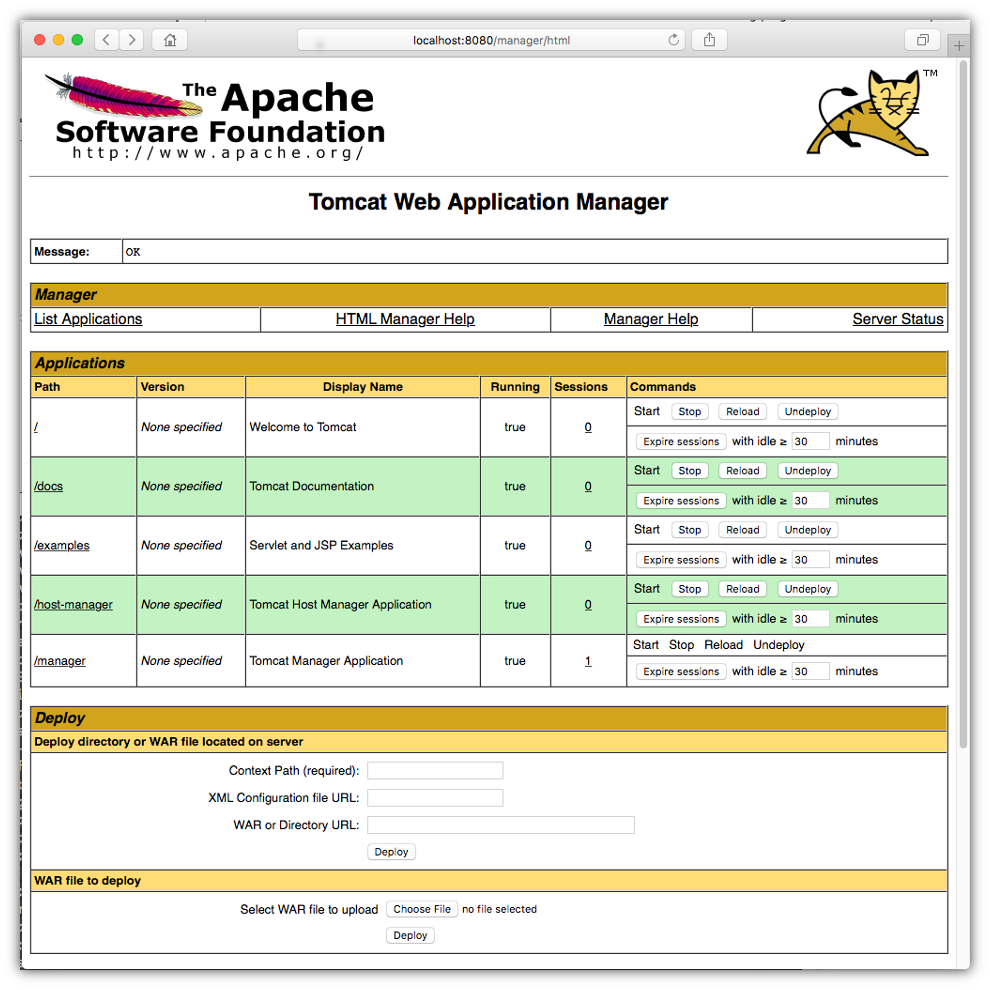 localhost:8080/manager/html
The Apache
Software Foundation
http://www.apache.org/
TM
Tomcat Web Application Manager
Message: OK
Manager
List Applications HTML Manager Help Manager Help Server Status
Applications
Path Version Display Name Running Sessions Commands
/ None specified Welcome to Tomcat true 0 Start Stop Reload Undeploy
Expire sessions with idle ≥ 30 minutes
/docs None specified Tomcat Documentation true 0 Start Stop Reload Undeploy
Expire sessions with idle ≥ 30 minutes
/examples None specified Servlet and JSP Examples true 0 Start Stop Reload Undeploy
Expire sessions with idle ≥ 30 minutes
/host-manager None specified Tomcat Host Manager Application true 0 Start Stop Reload Undeploy
Expire sessions with idle ≥ 30 minutes
/manager None specified Tomcat Manager Application true 1 Start Stop Reload Undeploy
Expire sessions with idle ≥ 30 minutes
Deploy
Deploy directory or WAR file located on server
Context Path (required):
XML Configuration file URL:
WAR or Directory URL:
Deploy
WAR file to deploy
Select WAR file to upload Choose File no file selected
Deploy